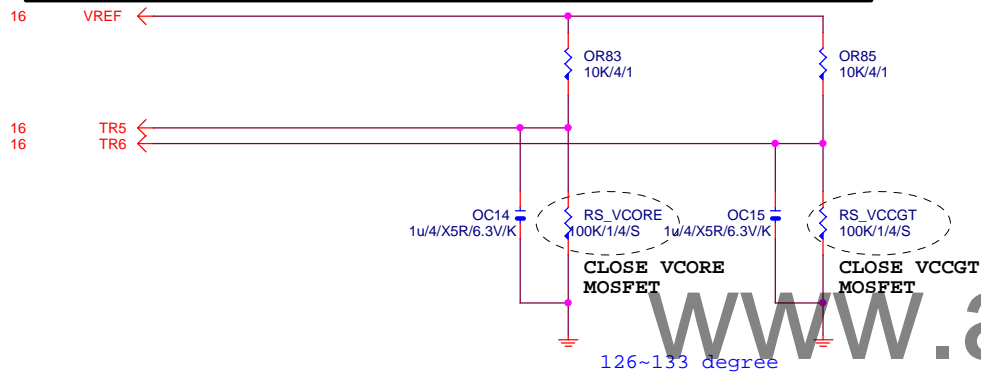 16 VREF
OR83
10K/4/1
OR85
10K/4/1
16 TR5
16 TR6
OC14
1u/4/X5R/6.3V/K
RS_VCORE
100K/1/4/S
OC15
1u/4/X5R/6.3V/K
RS_VCCGT
100K/1/4/S
CLOSE VCORE
MOSFET
CLOSE VCCGT
MOSFET
www.a
126~133 degree